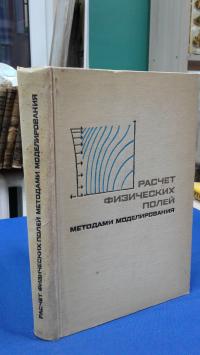 РАСЧЕТ
ФИЗИЧЕСКИХ
ПОЛЕЙ
МЕТОДАМИ МОДЕЛИРОВАНИЯ
РАСЧЕТ ФИЗИЧЕСКИХ ПОЛЕЙ МЕТОДАМИ МОДЕЛИРОВАНИЯ